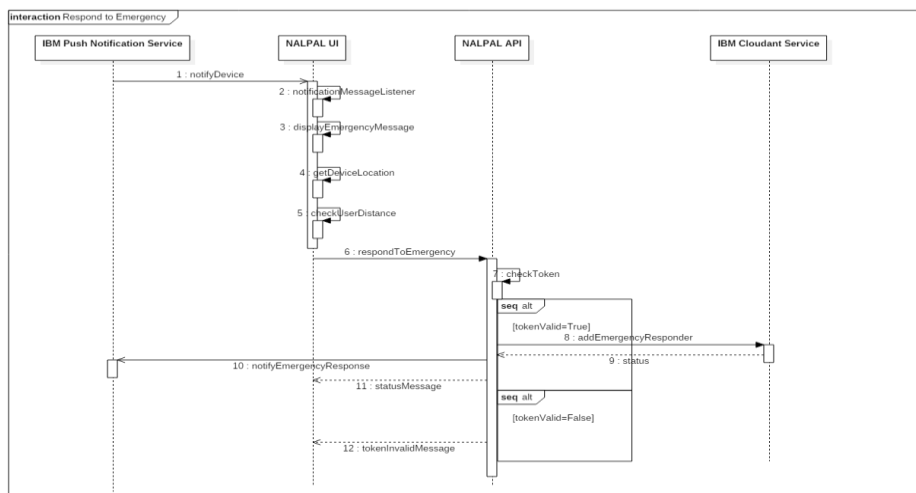 interaction Respond to Emergency
IBM Push Notification Service
NALPAL UI
NALPAL API
IBM Cloudant Service
1 : notifyDevice
2 : notificationMessageListener
3 : displayEmergencyMessage
4 : getDeviceLocation
5 : checkUserDistance
6 : respondToEmergency
7 : checkToken
seq alt
[tokenValid=True]
8 : addEmergencyResponder
9 : status
10 : notifyEmergencyResponse
11 : statusMessage
seq alt
[tokenValid=False]
12 : tokenInvalidMessage